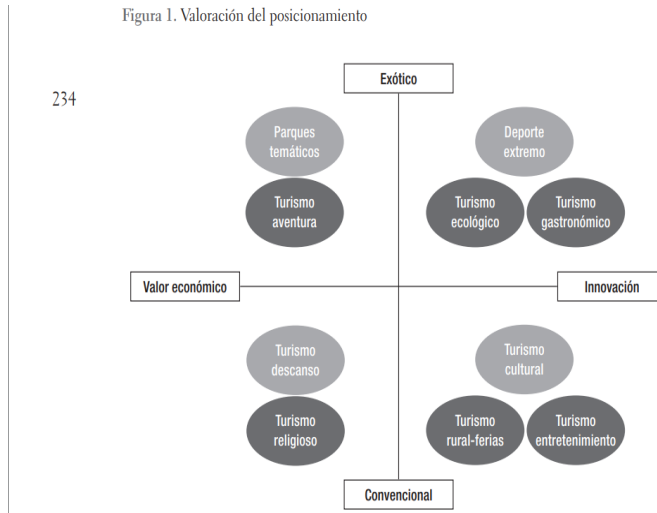 Figura 1. Valoración del posicionamiento
234
Exótico
Parques
temáticos
Deporte
extremo
Turismo
aventura
Turismo
ecológico
Turismo
gastronómico
Valor económico
Innovación
Turismo
descanso
Turismo
cultural
Turismo
religioso
Turismo
rural-ferias
Turismo
entretenimiento
Convencional